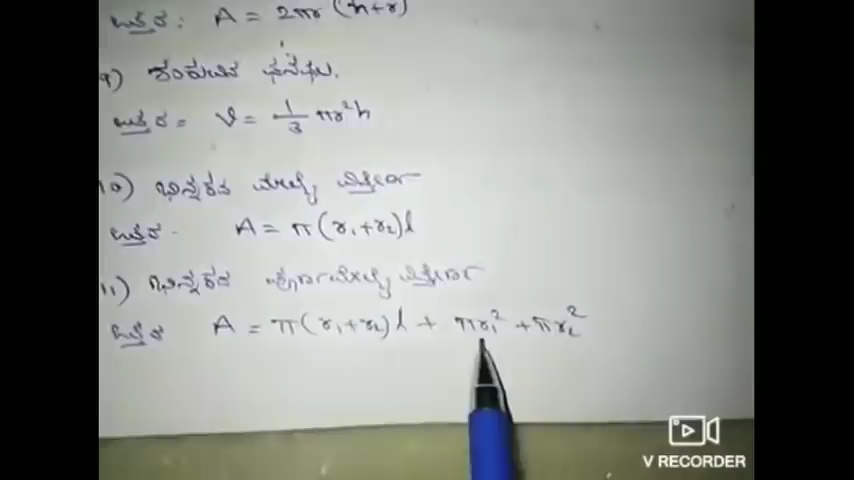 ಉತ್ತರ: A = 2πr (h+r)
9) ಶಂಕುವಿನ ಘನಫಲ.
ಉತ್ತರ = V = 1/3 πr²h
10) ಭಿನ್ನಕದ ಮೇಲ್ಮೈ ವಿಸ್ತೀರ್ಣ
ಉತ್ತರ. A = π(r₁+r₂)l
11) ಭಿನ್ನಕದ ಪೂರ್ಣಮೇಲ್ಮೈ ವಿಸ್ತೀರ್ಣ
ಉತ್ತರ A = π(r₁+r₂)l + πr₁² + πr₂²
V RECORDER